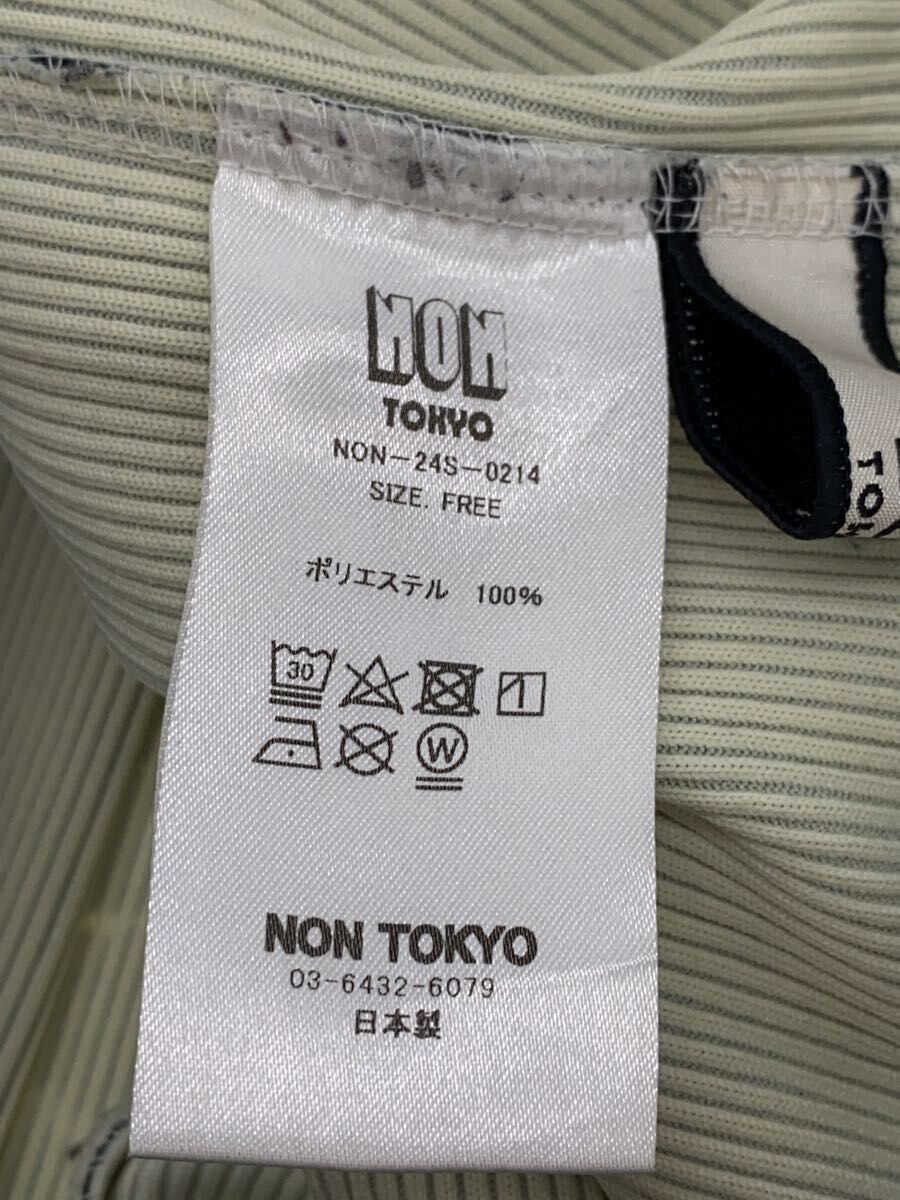 NON
TOKYO
NON-24S-0214
SIZE. FREE
ポリエステル 100%
30
W
NON TOKYO
03-6432-6079
日本製